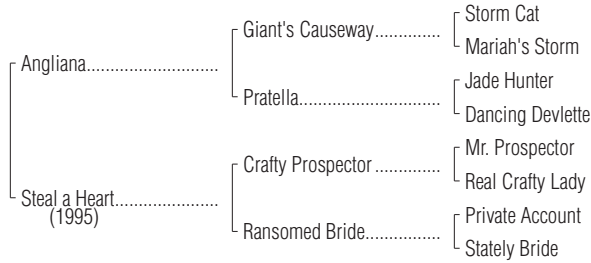 Storm Cat
Giant's Causeway..............
Mariah's Storm
Angliana............................
Jade Hunter
Pratella..............................
Dancing Devlette
Mr. Prospector
Crafty Prospector ..............
Real Crafty Lady
Steal a Heart......................
(1995)
Private Account
Ransomed Bride................
Stately Bride